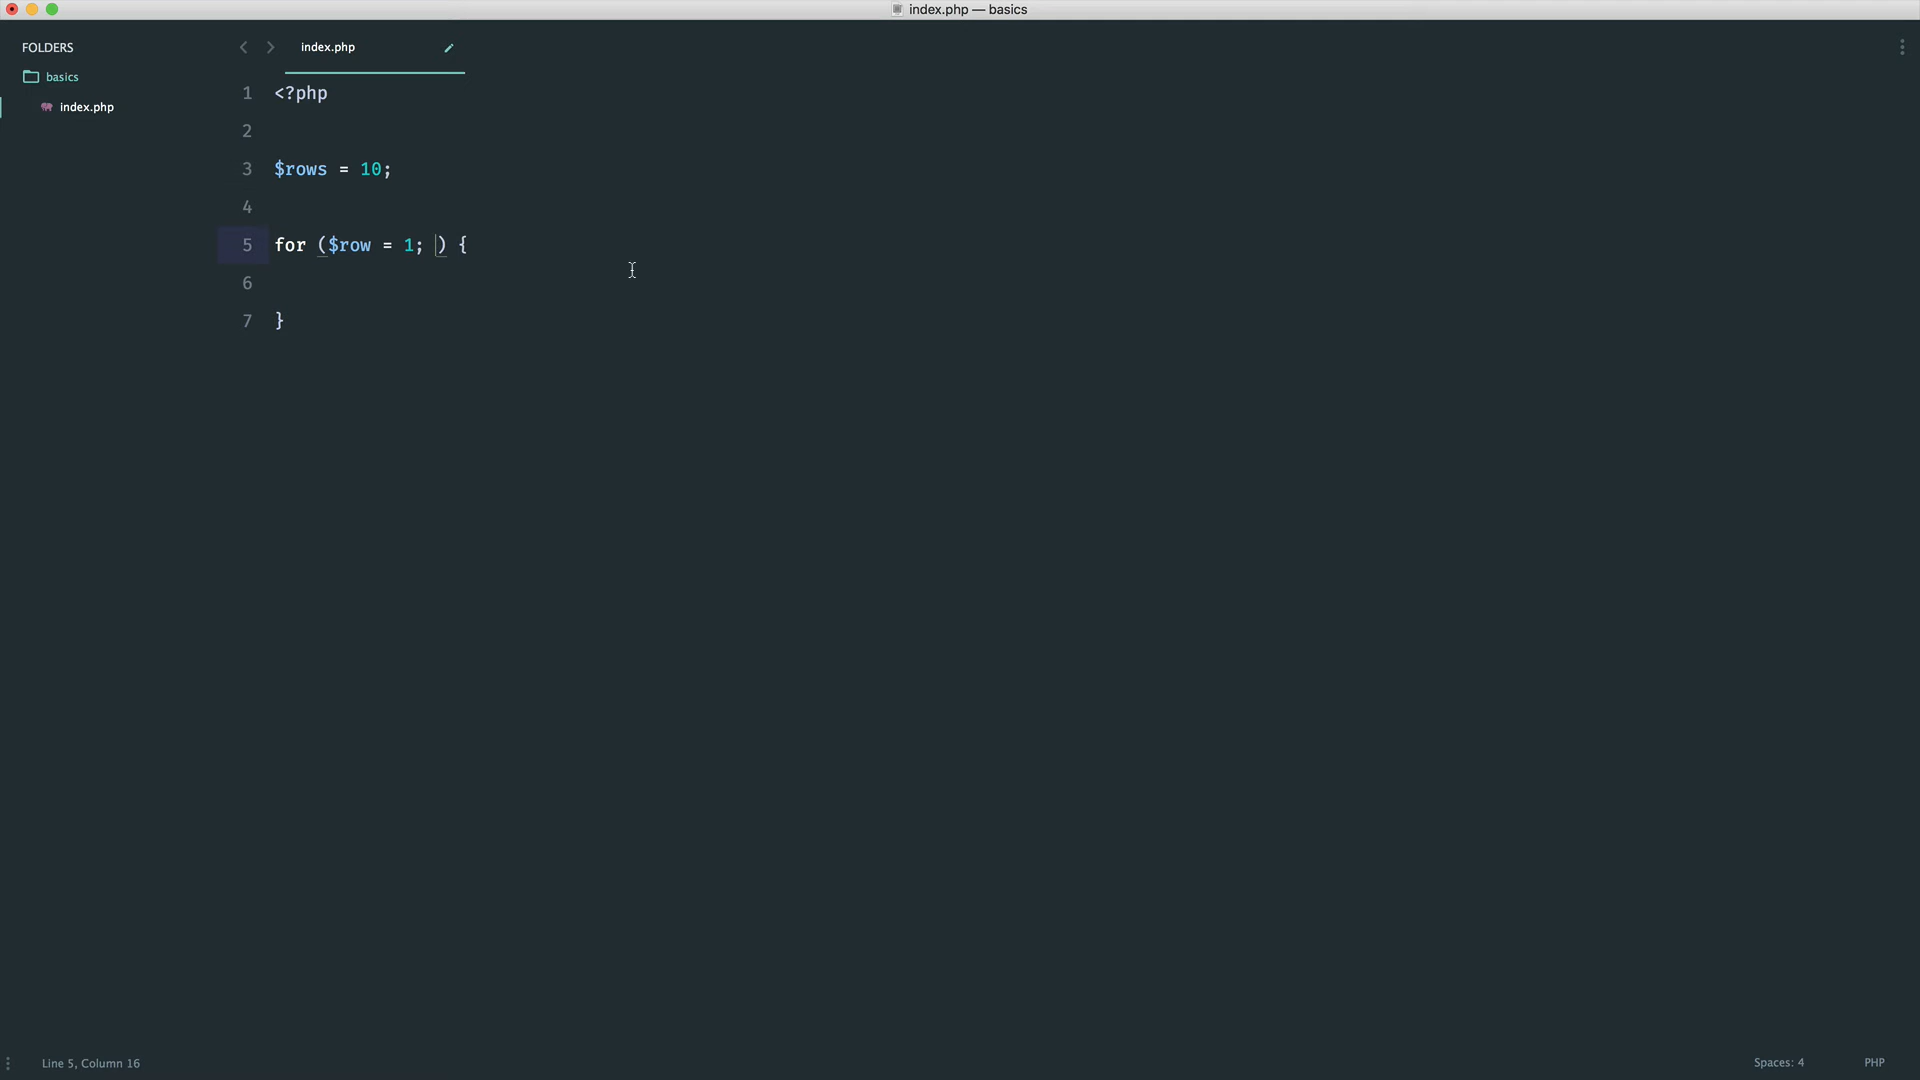 index.php — basics
FOLDERS
basics
index.php
index.php
1 <?php
2
3 $rows = 10;
4
5 for ($row = 1; ) {
6
7 }
Line 5, Column 16
Spaces: 4
PHP